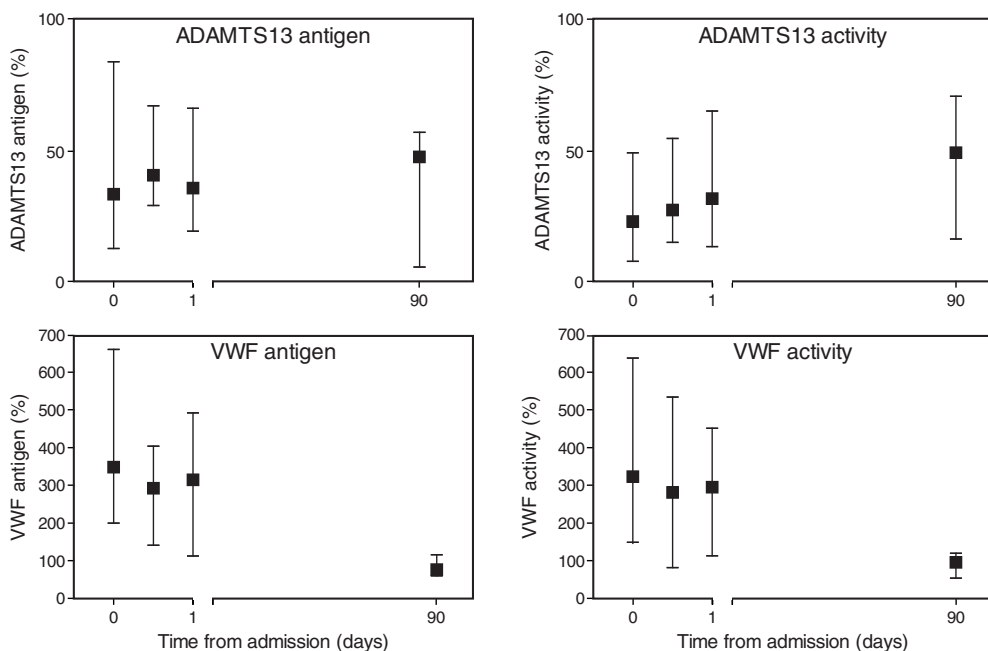 ADAMTS13 antigen
ADAMTS13 antigen (%)
100
50
0
0 1 90
ADAMTS13 activity
ADAMTS13 activity (%)
100
50
0
0 1 90
VWF antigen
VWF antigen (%)
700
600
500
400
300
200
100
0
0 1 90
Time from admission (days)
VWF activity
VWF activity (%)
700
600
500
400
300
200
100
0
0 1 90
Time from admission (days)